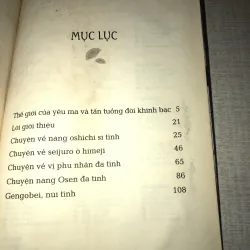 MỤC LỤC
Thế giới của yêu ma và tấn tuồng đời khinh bạc 5
Lời giới thiệu 21
Chuyện về nàng oshichi si tình 25
Chuyện về seijuro ở himeji 46
Chuyện về vị phu nhân đa tình 65
Chuyện nàng Osen đa tình 86
Gengobei, núi tình 108